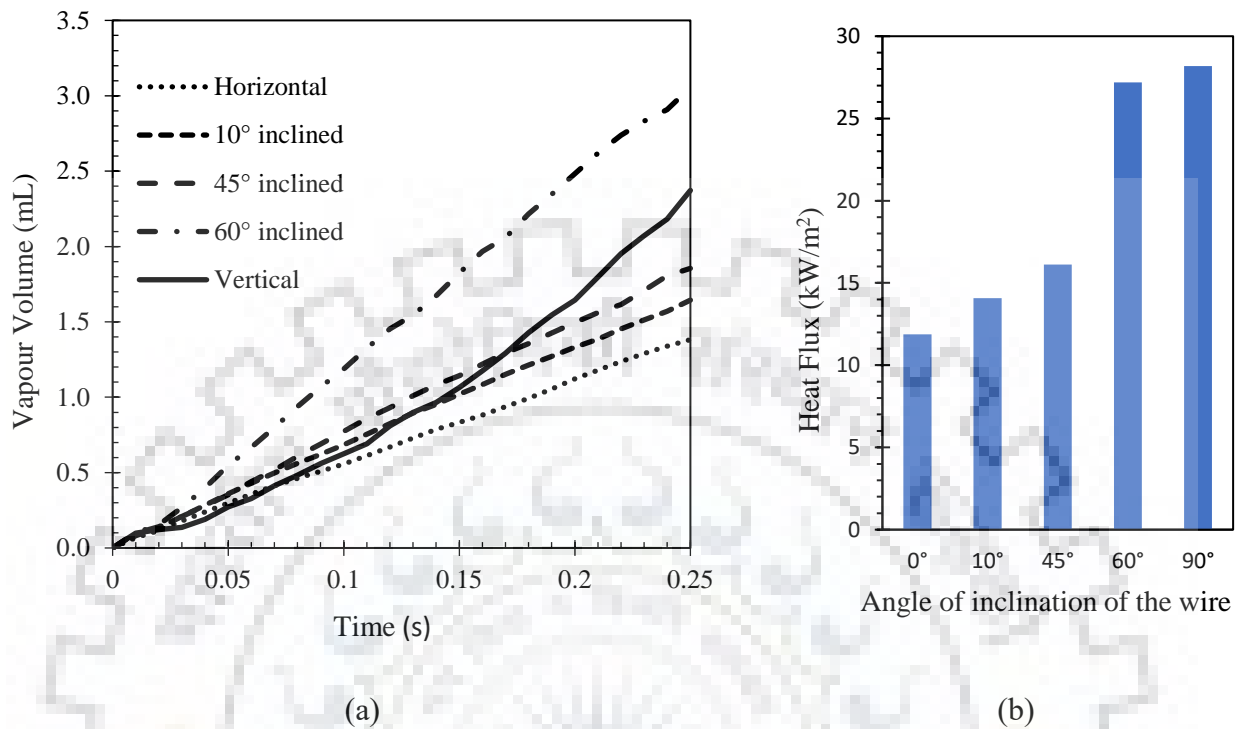 3.5
3.0
2.5
2.0
1.5
1.0
0.5
0.0
Vapour Volume (mL)
Horizontal
10° inclined
45° inclined
60° inclined
Vertical
0 0.05 0.1 0.15 0.2 0.25
Time (s)
(a)
30
25
20
15
10
5
0
Heat Flux (kW/m²)
0° 10° 45° 60° 90°
Angle of inclination of the wire
(b)